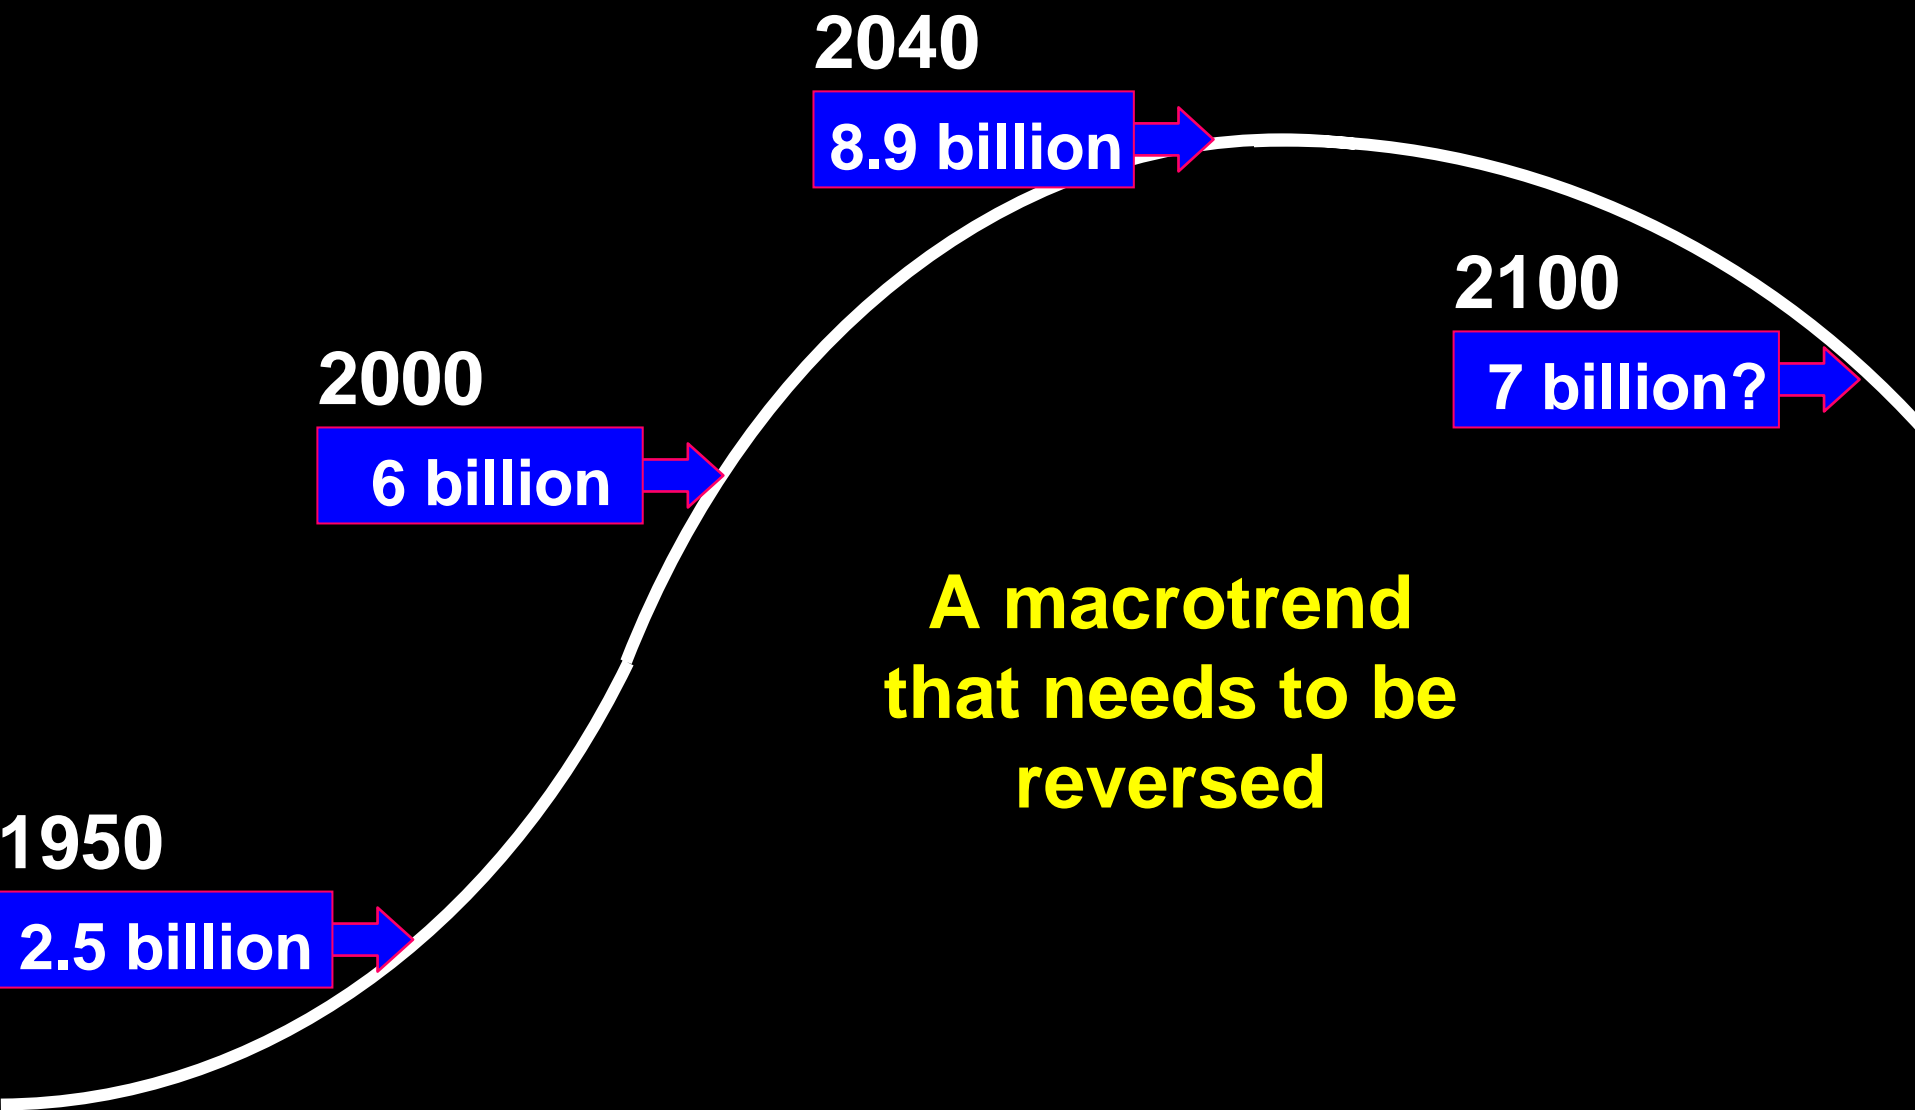 2040
8.9 billion
2100
7 billion?
2000
6 billion
A macrotrend
that needs to be
reversed
1950
2.5 billion